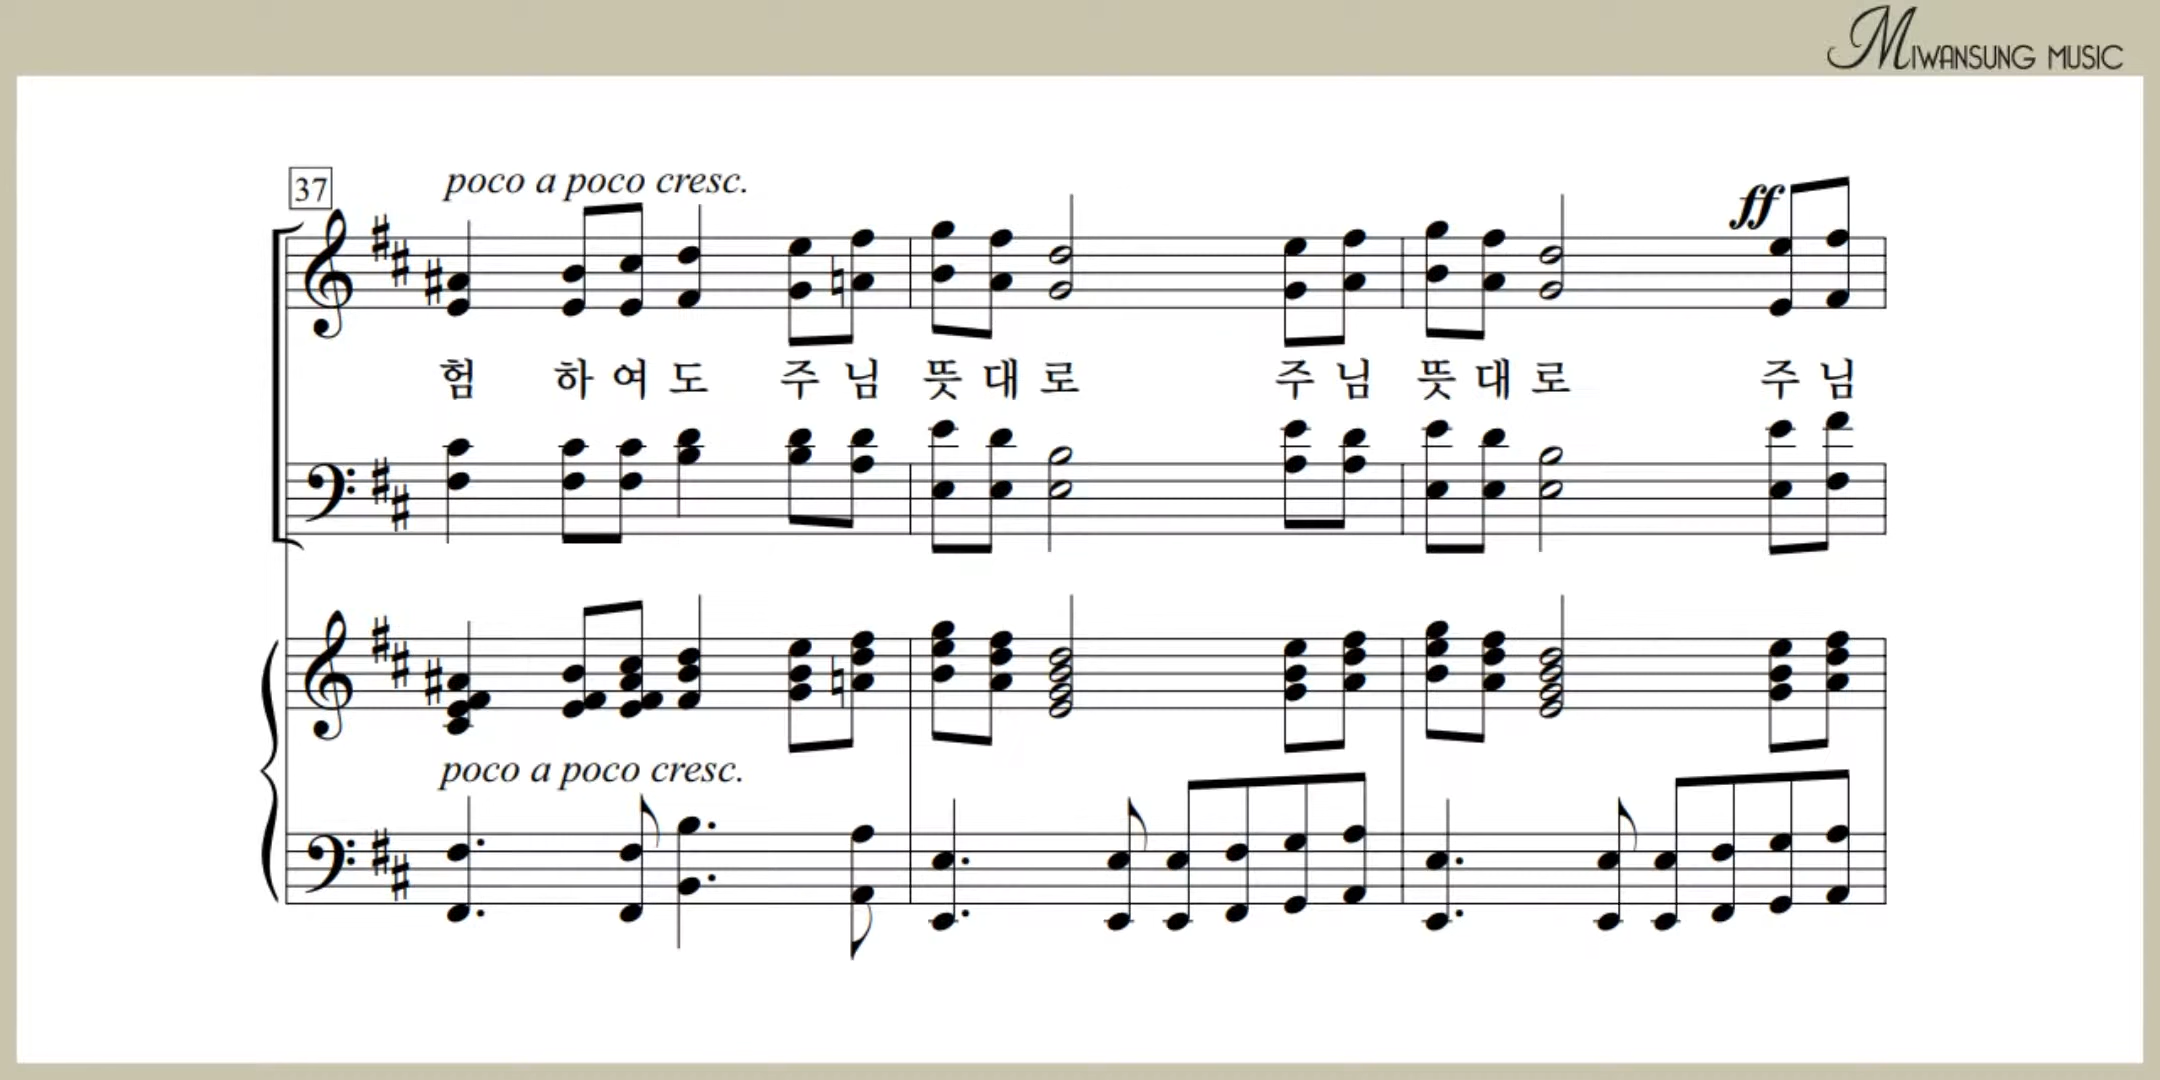 MIWANSUNG MUSIC
37
poco a poco cresc.
ff
험 하여도 주님 뜻대로 주님 뜻대로 주님
poco a poco cresc.